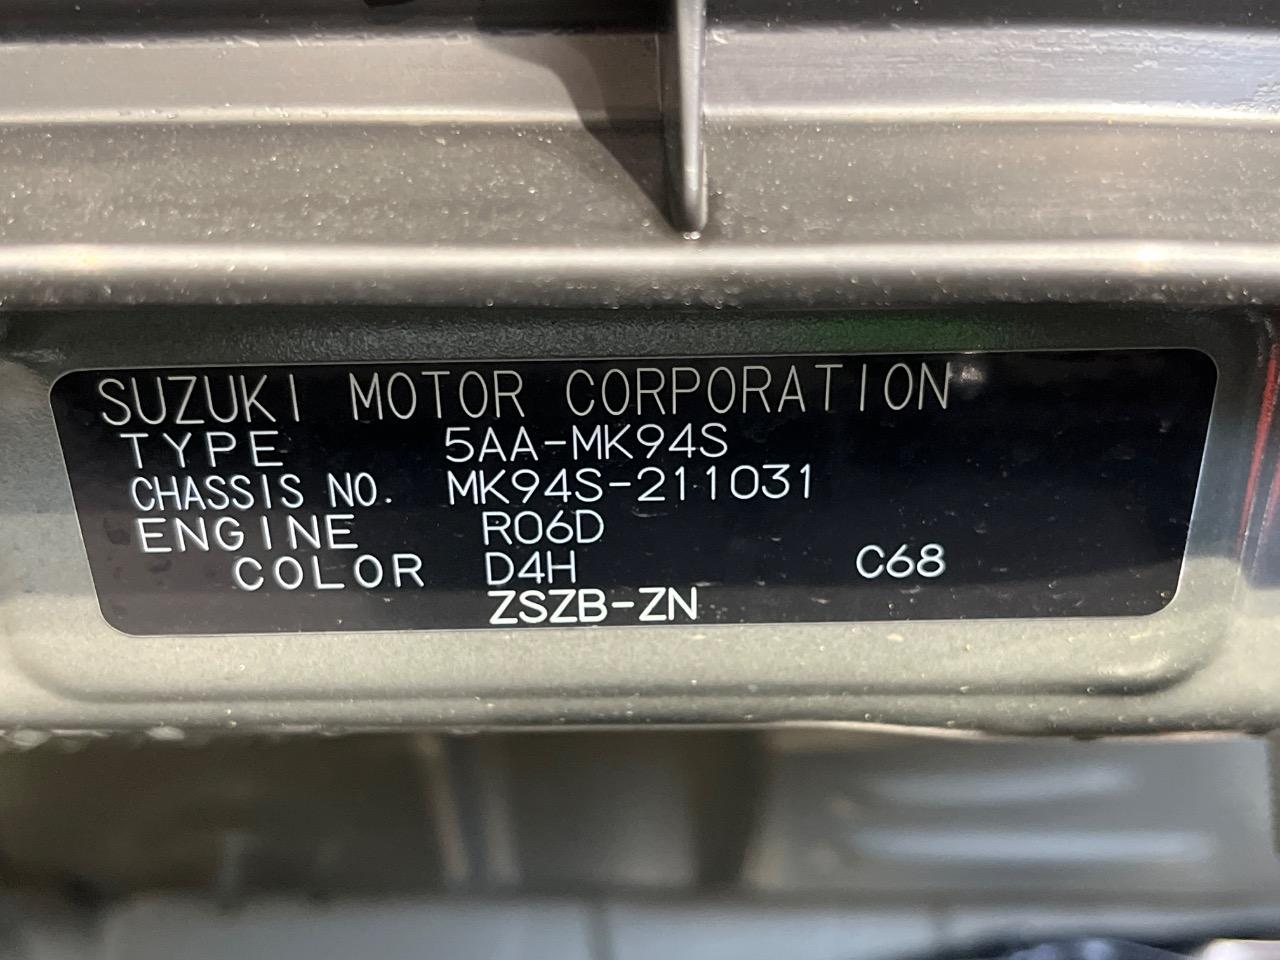 SUZUKI MOTOR CORPORATION
TYPE 5AA-MK94S
CHASSIS NO. MK94S-211031
ENGINE R06D
COLOR D4H C68
ZSZB-ZN